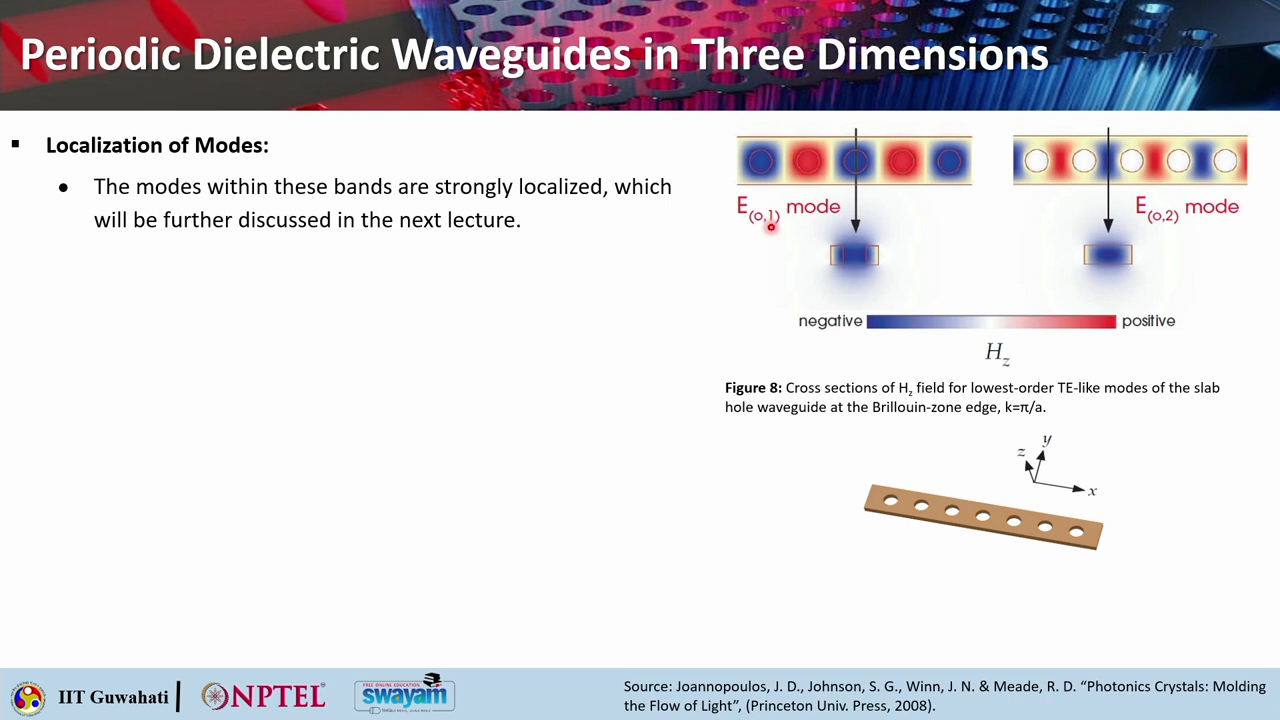 Periodic Dielectric Waveguides in Three Dimensions
▪ Localization of Modes:
• The modes within these bands are strongly localized, which
will be further discussed in the next lecture.
E(o,1) mode
E(o,2) mode
negative
positive
Hz
Figure 8: Cross sections of Hz field for lowest-order TE-like modes of the slab
hole waveguide at the Brillouin-zone edge, k=π/a.
y
z
x
IIT Guwahati
NPTEL
FREE ONLINE EDUCATION
swayam
Source: Joannopoulos, J. D., Johnson, S. G., Winn, J. N. & Meade, R. D. “Photonics Crystals: Molding
the Flow of Light”, (Princeton Univ. Press, 2008).